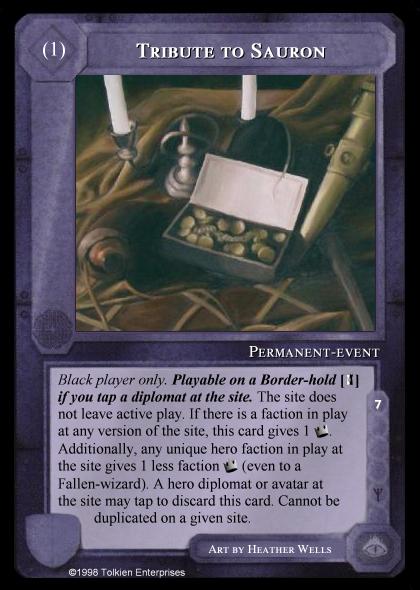 (1)
TRIBUTE TO SAURON
PERMANENT-EVENT
Black player only. Playable on a Border-hold []
if you tap a diplomat at the site. The site does
not leave active play. If there is a faction in play
at any version of the site, this card gives 1 .
Additionally, any unique hero faction in play at
the site gives 1 less faction (even to a
Fallen-wizard). A hero diplomat or avatar at
the site may tap to discard this card. Cannot be
duplicated on a given site.
7
ART BY HEATHER WELLS
©1998 Tolkien Enterprises